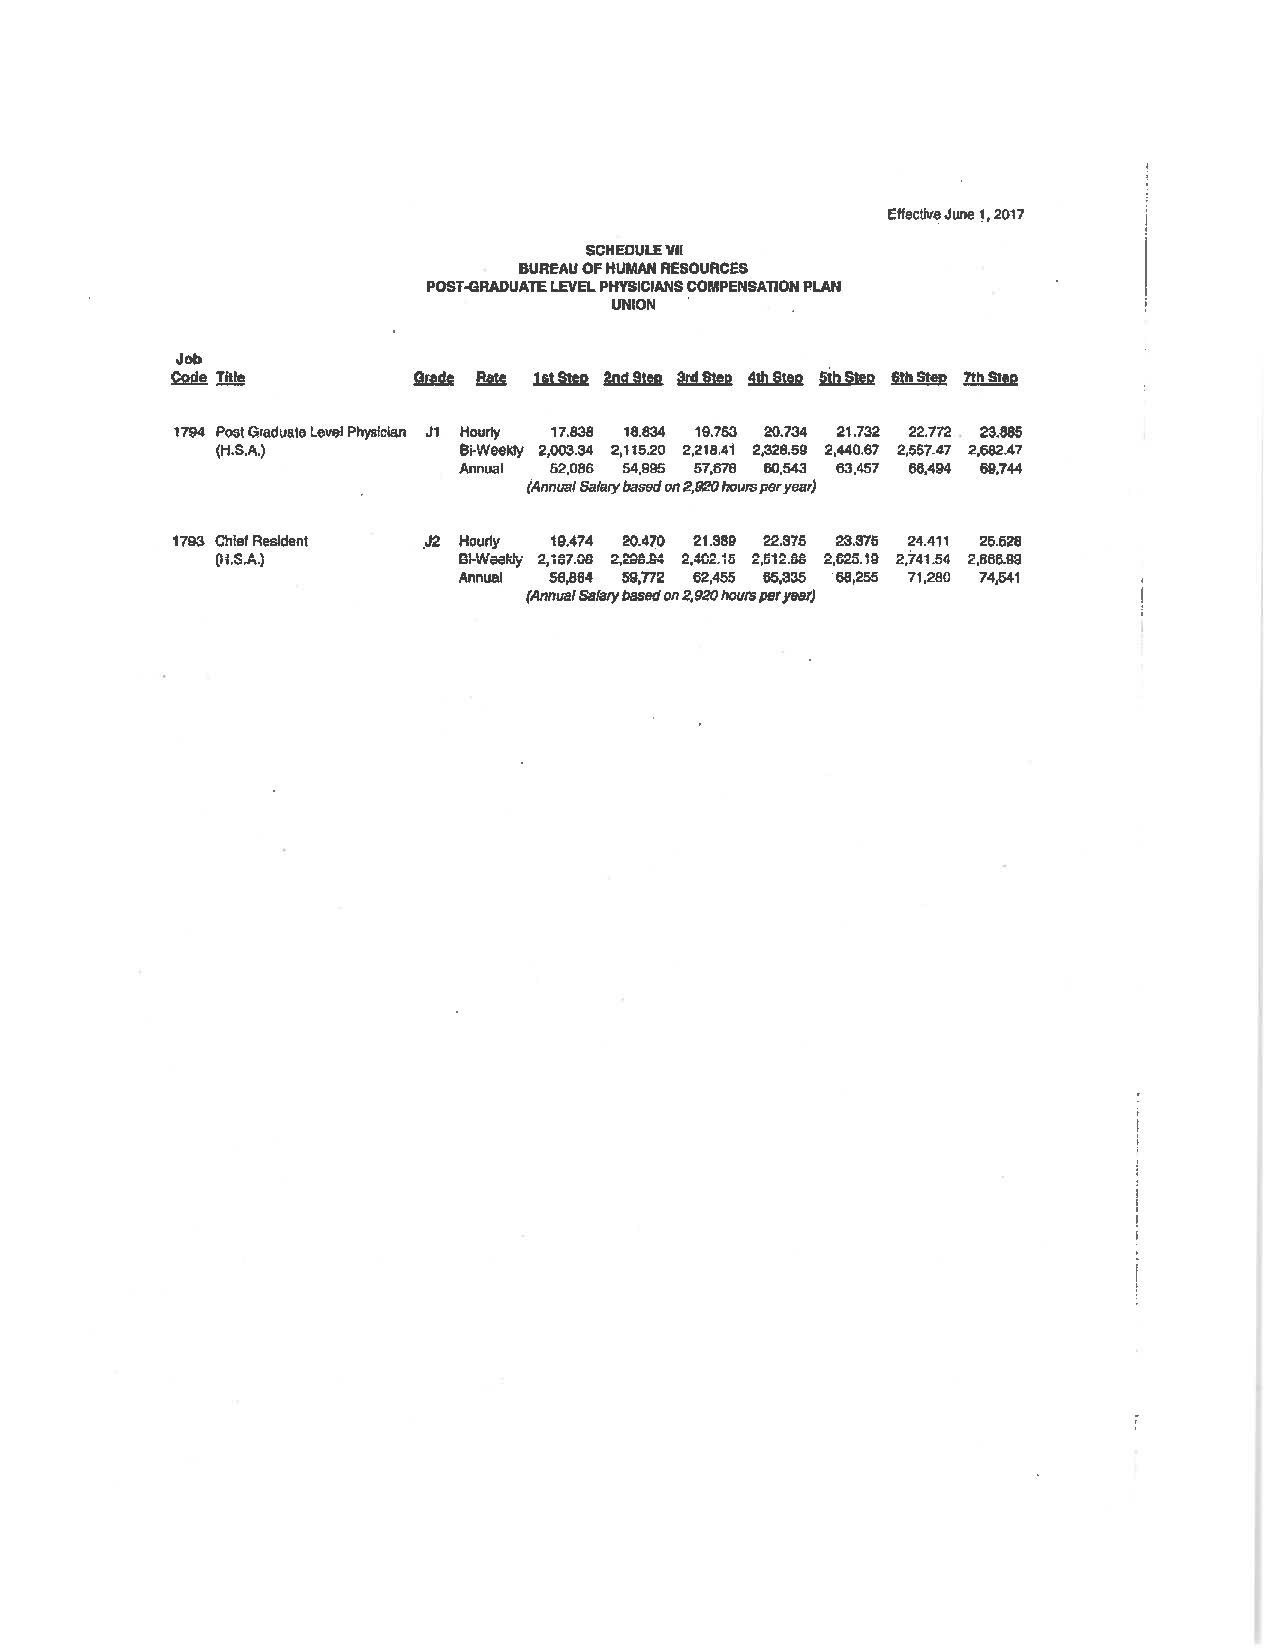 Effective June 1, 2017
SCHEDULE VII
BUREAU OF HUMAN RESOURCES
POST-GRADUATE LEVEL PHYSICIANS COMPENSATION PLAN
UNION
Job
Code Title Grade Rate 1st Step 2nd Step 3rd Step 4th Step 5th Step 6th Step 7th Step
1794 Post Graduate Level Physician J1 Hourly 17.838 18.834 19.753 20.734 21.732 22.772 23.885
(H.S.A.) Bi-Weekly 2,003.34 2,115.20 2,218.41 2,328.59 2,440.67 2,557.47 2,682.47
Annual 52,086 54,995 57,678 60,543 63,457 66,494 69,744
(Annual Salary based on 2,920 hours per year)
1793 Chief Resident J2 Hourly 19.474 20.470 21.389 22.375 23.375 24.411 25.528
(H.S.A.) Bi-Weekly 2,187.08 2,298.94 2,402.15 2,512.88 2,625.19 2,741.54 2,866.99
Annual 56,864 59,772 62,455 65,335 68,255 71,280 74,541
(Annual Salary based on 2,920 hours per year)